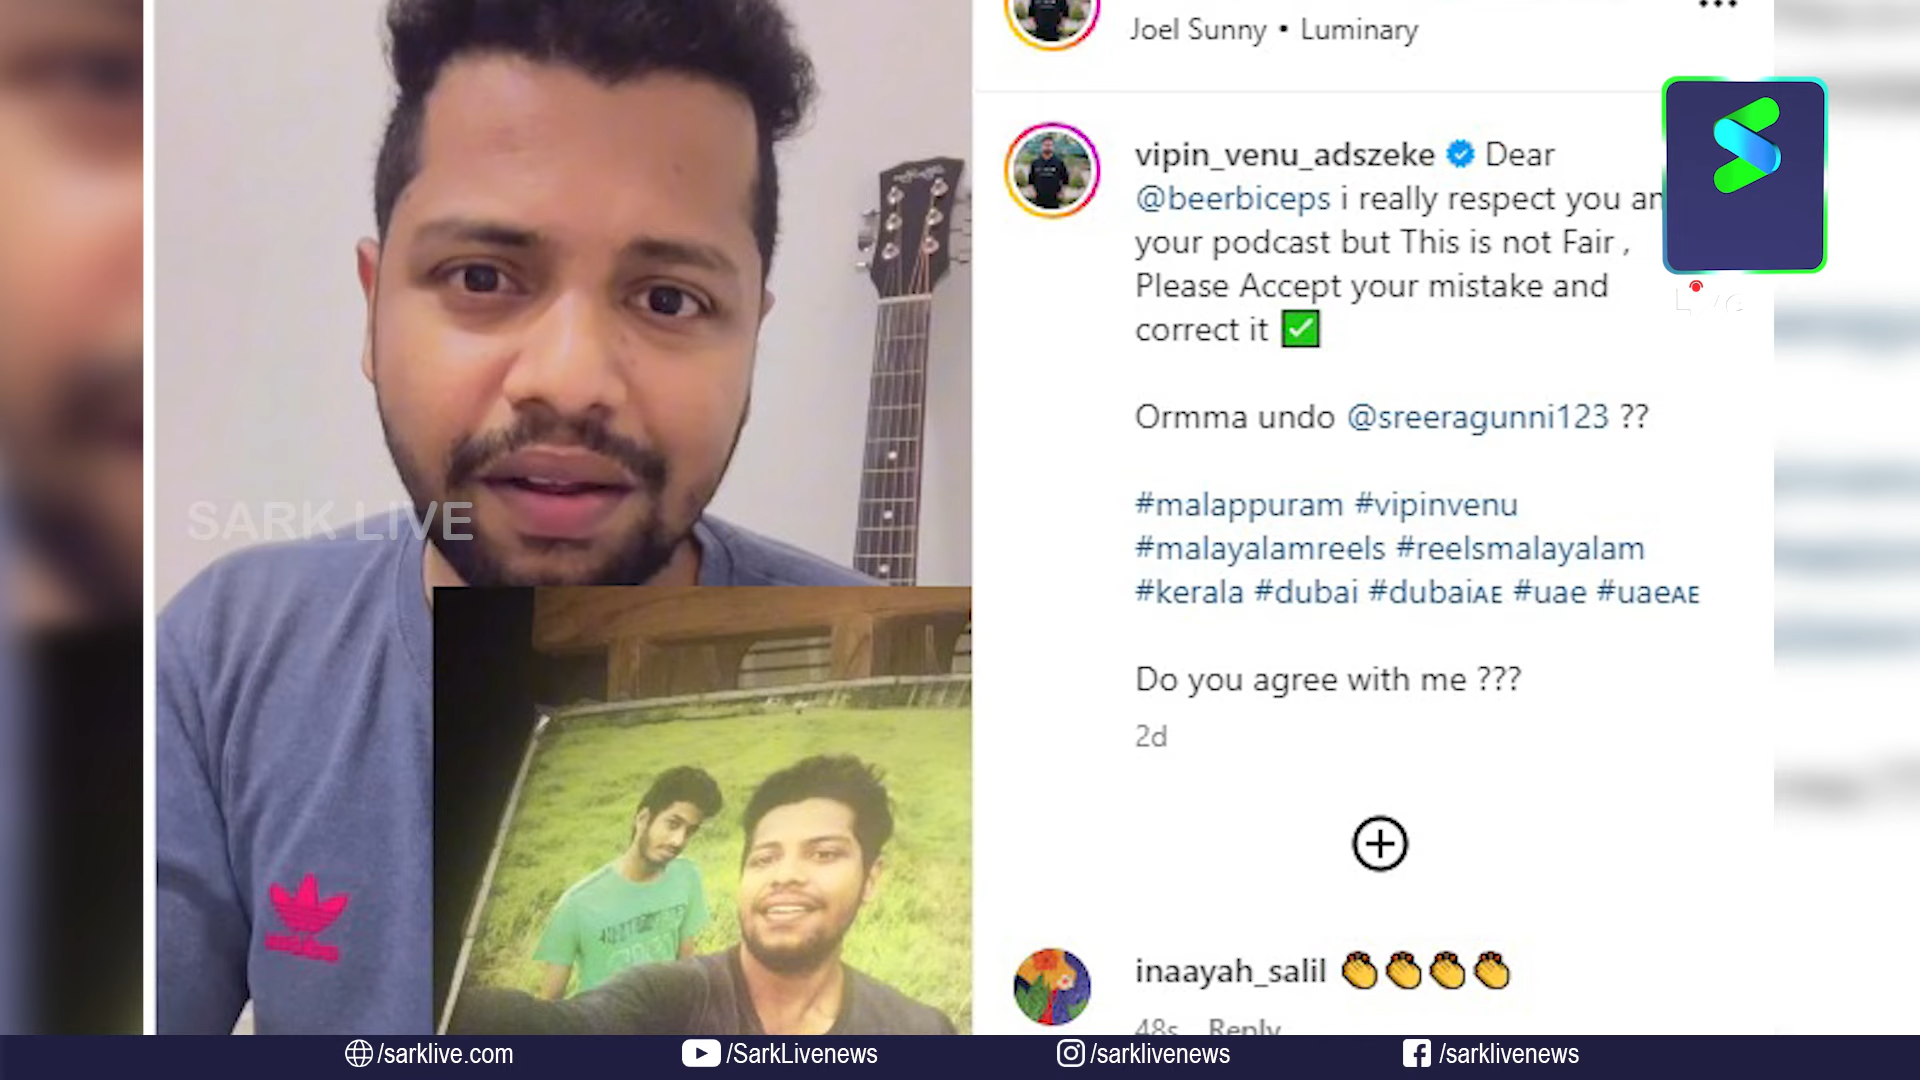 Joel Sunny • Luminary
vipin_venu_adszeke Dear
@beerbiceps i really respect you an
your podcast but This is not Fair ,
Please Accept your mistake and
correct it ✅
Ormma undo @sreeragunni123 ??
#malappuram #vipinvenu
#malayalamreels #reelsmalayalam
#kerala #dubai #dubaiAE #uae #uaeAE
Do you agree with me ???
2d
inaayah_salil 👏👏👏👏
48s Reply
SARK LIVE
Live
/sarklive.com
/SarkLivenews
/sarklivenews
/sarklivenews